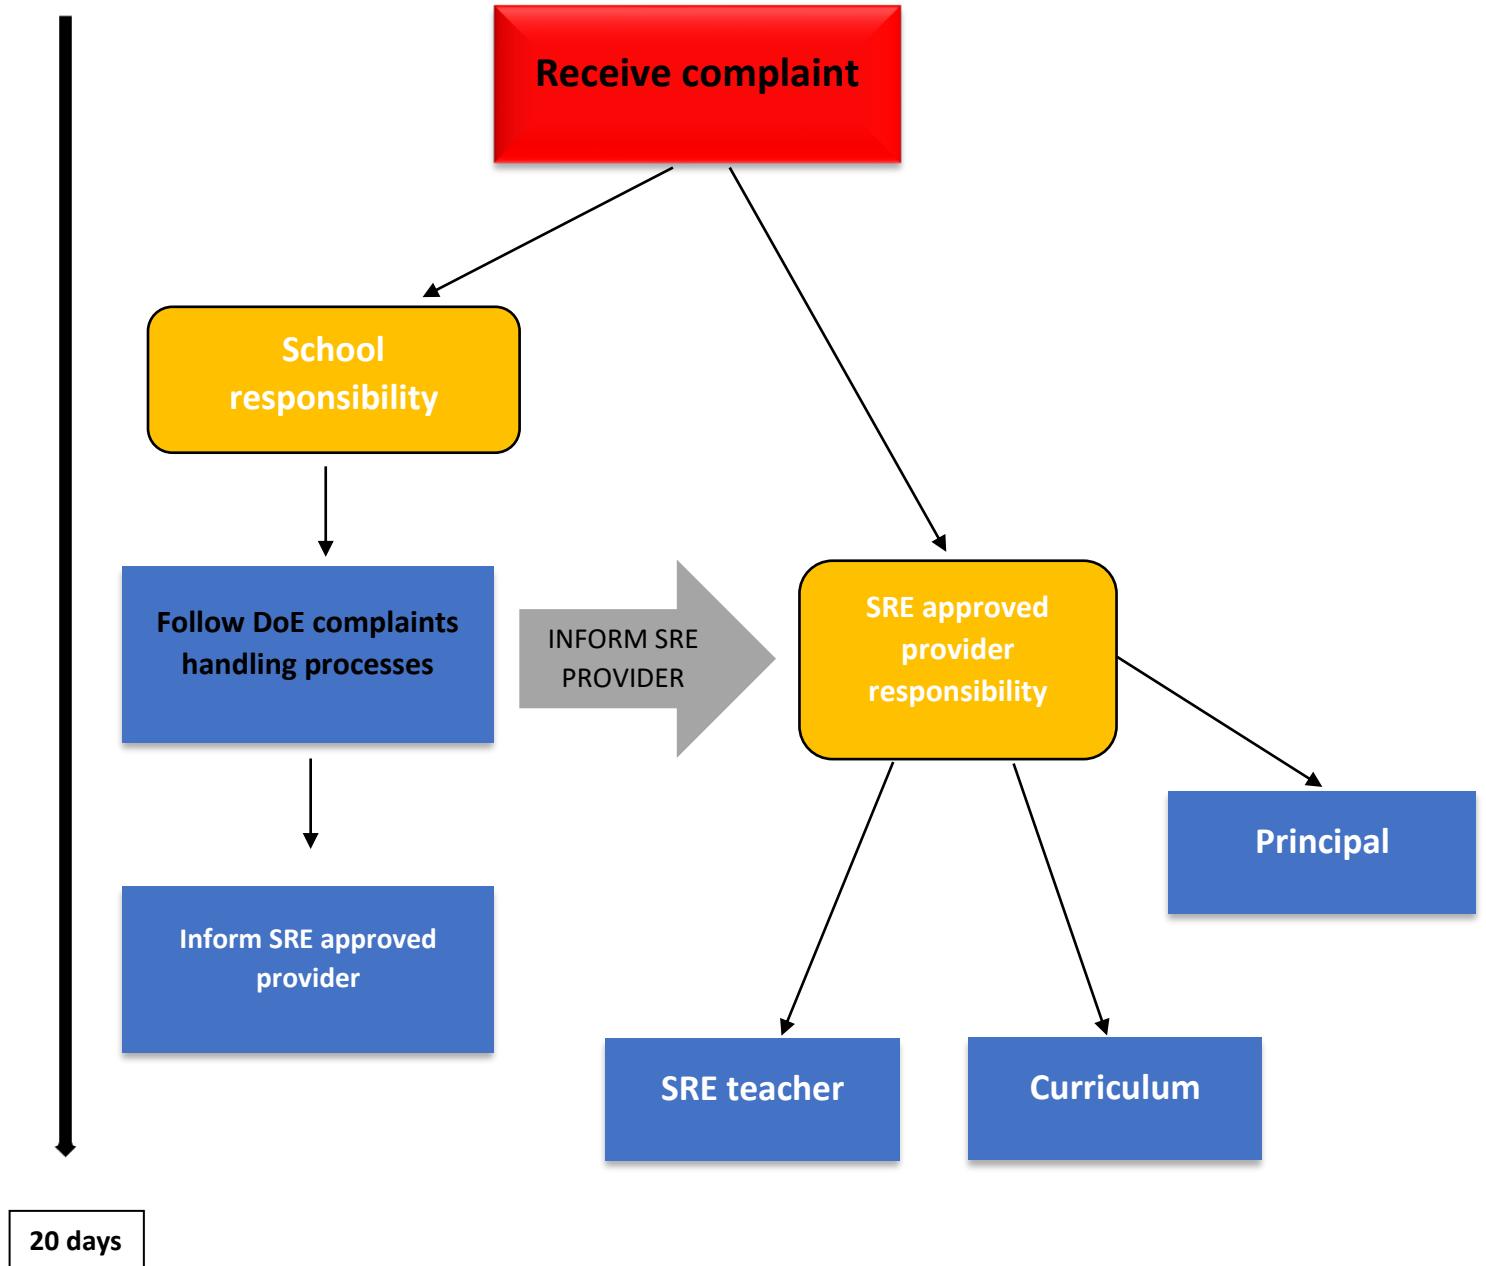 Receive complaint
School
responsibility
Follow DoE complaints
handling processes
INFORM SRE
PROVIDER
SRE approved
provider
responsibility
Principal
Inform SRE approved
provider
SRE teacher
Curriculum
20 days